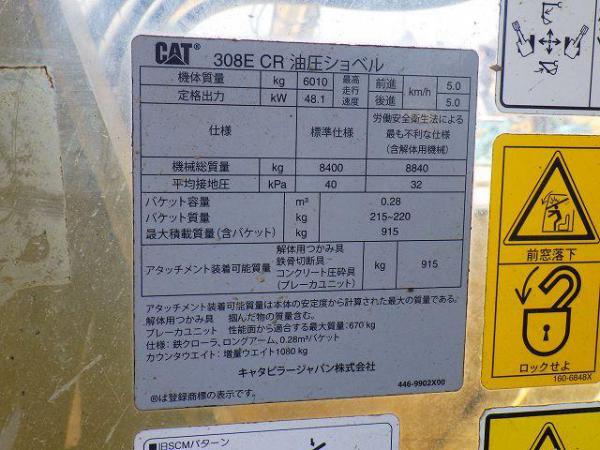 CAT® 308E CR 油圧ショベル
機体質量 kg 6010 最高走行速度 前進 km/h 5.0
定格出力 kW 48.1 後進 5.0
仕様 標準仕様 労働安全衛生法による最も不利な仕様(含解体用機械)
機械総質量 kg 8400 8840
平均接地圧 kPa 40 32
バケット容量 m³ 0.28
バケット質量 kg 215~220
最大積載質量(含バケット) kg 915
アタッチメント装着可能質量 解体用つかみ具 鉄骨切断具 コンクリート圧砕具 (ブレーカユニット) kg 915
アタッチメント装着可能質量は本体の安定度から計算された最大の質量である。
解体用つかみ具 掴んだ物の質量含む。
ブレーカユニット 性能面から適合する最大質量:670 kg
仕様:鉄クローラ、ロングアーム、0.28m³バケット
カウンタウエイト:増量ウエイト1080 kg
キャタピラージャパン株式会社
446-9902X00
®は登録商標の表示です。
前窓落下
ロックせよ
160-6848X
■旧SCMパターン